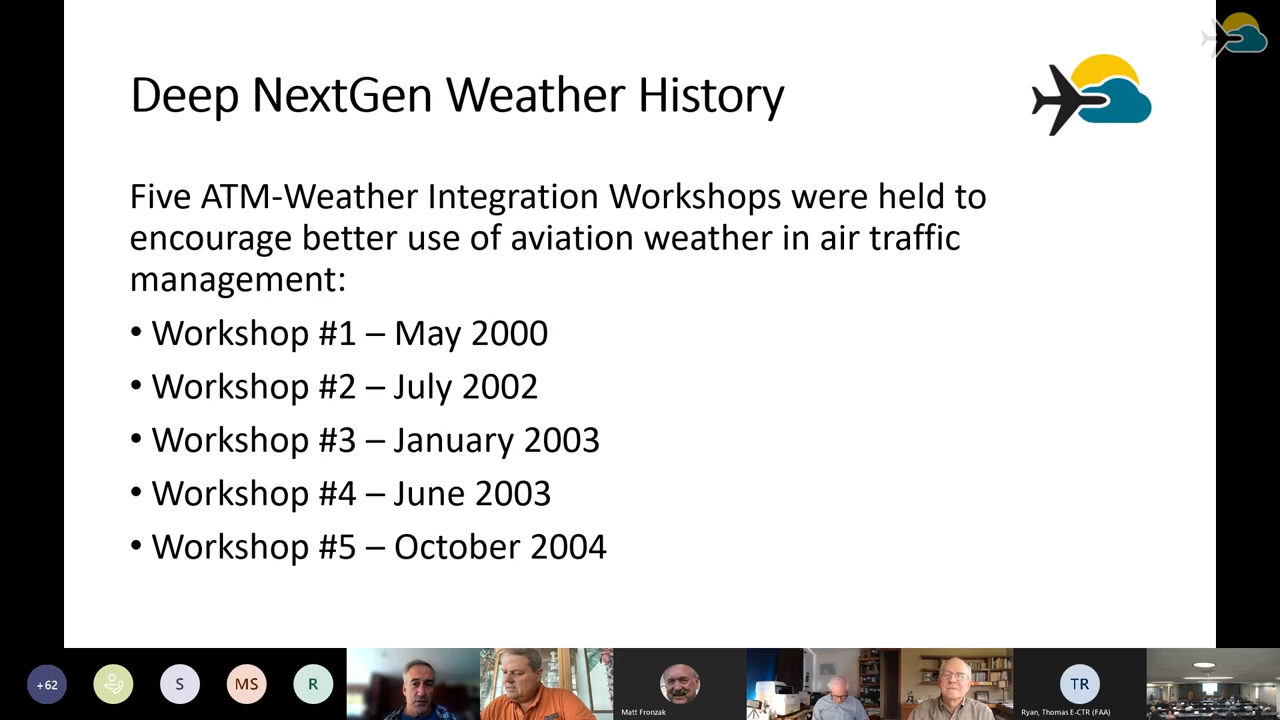 Deep NextGen Weather History
Five ATM-Weather Integration Workshops were held to
encourage better use of aviation weather in air traffic
management:
• Workshop #1 – May 2000
• Workshop #2 – July 2002
• Workshop #3 – January 2003
• Workshop #4 – June 2003
• Workshop #5 – October 2004
+62
S
MS
R
Matt Fronzak
TR
Ryan, Thomas E-CTR (FAA)